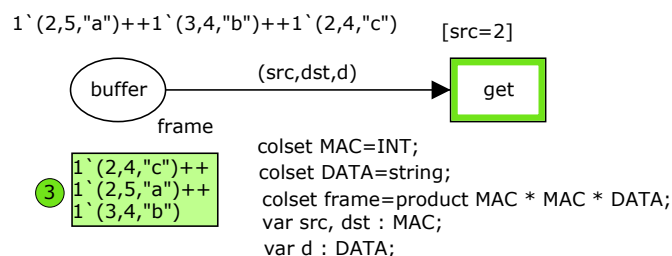 1`(2,5,"a")++1`(3,4,"b")++1`(2,4,"c")
[src=2]
buffer
(src,dst,d)
get
frame
3
1`(2,4,"c")++
1`(2,5,"a")++
1`(3,4,"b")
colset MAC=INT;
colset DATA=string;
colset frame=product MAC * MAC * DATA;
var src, dst : MAC;
var d : DATA;